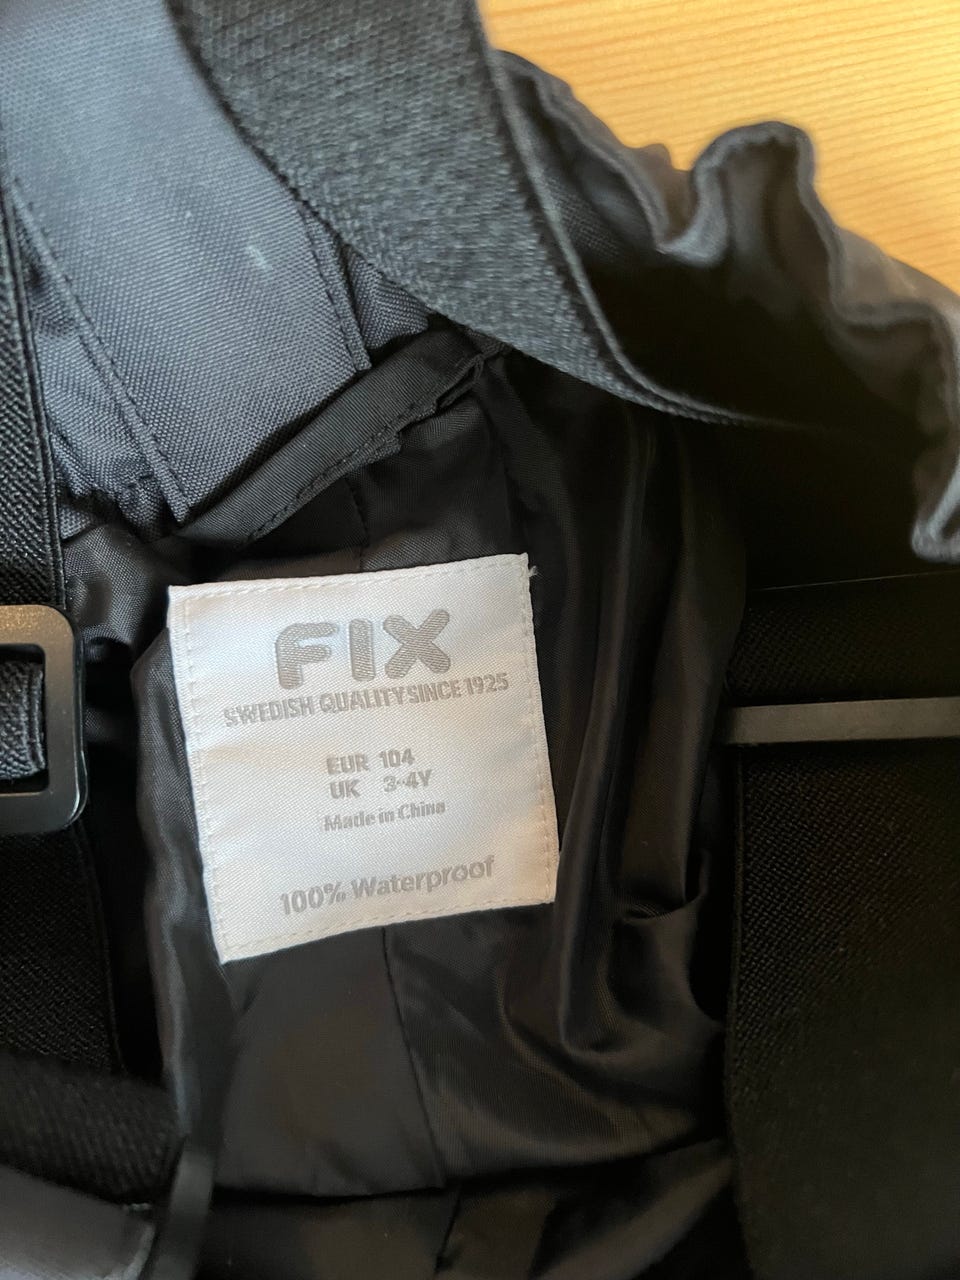 FIX
SWEDISH QUALITY SINCE 1925
EUR 104
UK 3-4Y
Made in China
100% Waterproof